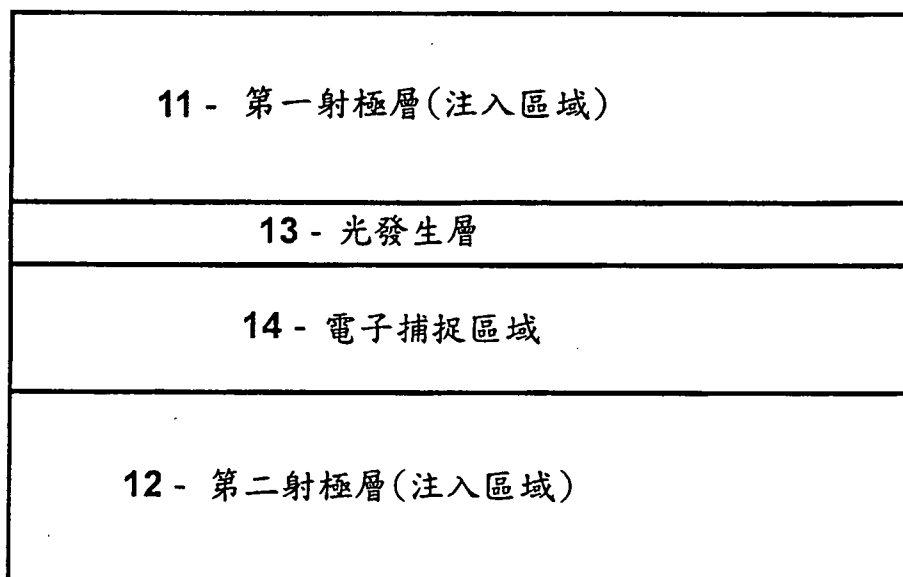 11 - 第一射極層(注入區域)
13 - 光發生層
14 - 電子捕捉區域
12 - 第二射極層(注入區域)